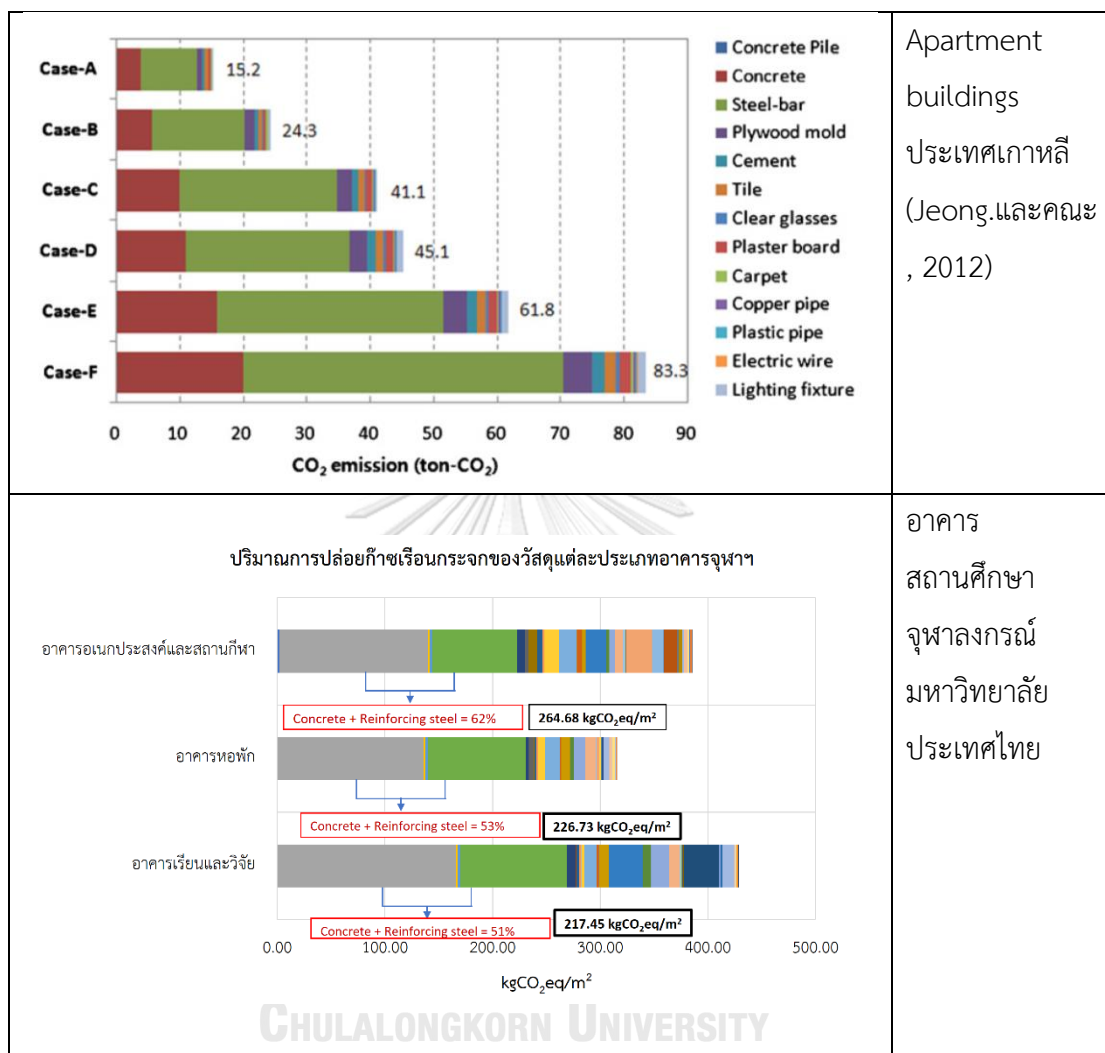 Case-A
15.2
Case-B
24.3
Case-C
41.1
Case-D
45.1
Case-E
61.8
Case-F
83.3
0 10 20 30 40 50 60 70 80 90
CO₂ emission (ton-CO₂)
Concrete Pile
Concrete
Steel-bar
Plywood mold
Cement
Tile
Clear glasses
Plaster board
Carpet
Copper pipe
Plastic pipe
Electric wire
Lighting fixture
Apartment
buildings
ประเทศเกาหลี
(Jeong.และคณะ
, 2012)
ปริมาณการปล่อยก๊าซเรือนกระจกของวัสดุแต่ละประเภทอาคารจุฬาฯ
อาคารอเนกประสงค์และสถานกีฬา
Concrete + Reinforcing steel = 62% 264.68 kgCO₂eq/m²
อาคารหอพัก
Concrete + Reinforcing steel = 53% 226.73 kgCO₂eq/m²
อาคารเรียนและวิจัย
Concrete + Reinforcing steel = 51% 217.45 kgCO₂eq/m²
0.00 100.00 200.00 300.00 400.00 500.00
kgCO₂eq/m²
CHULALONGKORN UNIVERSITY
อาคาร
สถานศึกษา
จุฬาลงกรณ์
มหาวิทยาลัย
ประเทศไทย